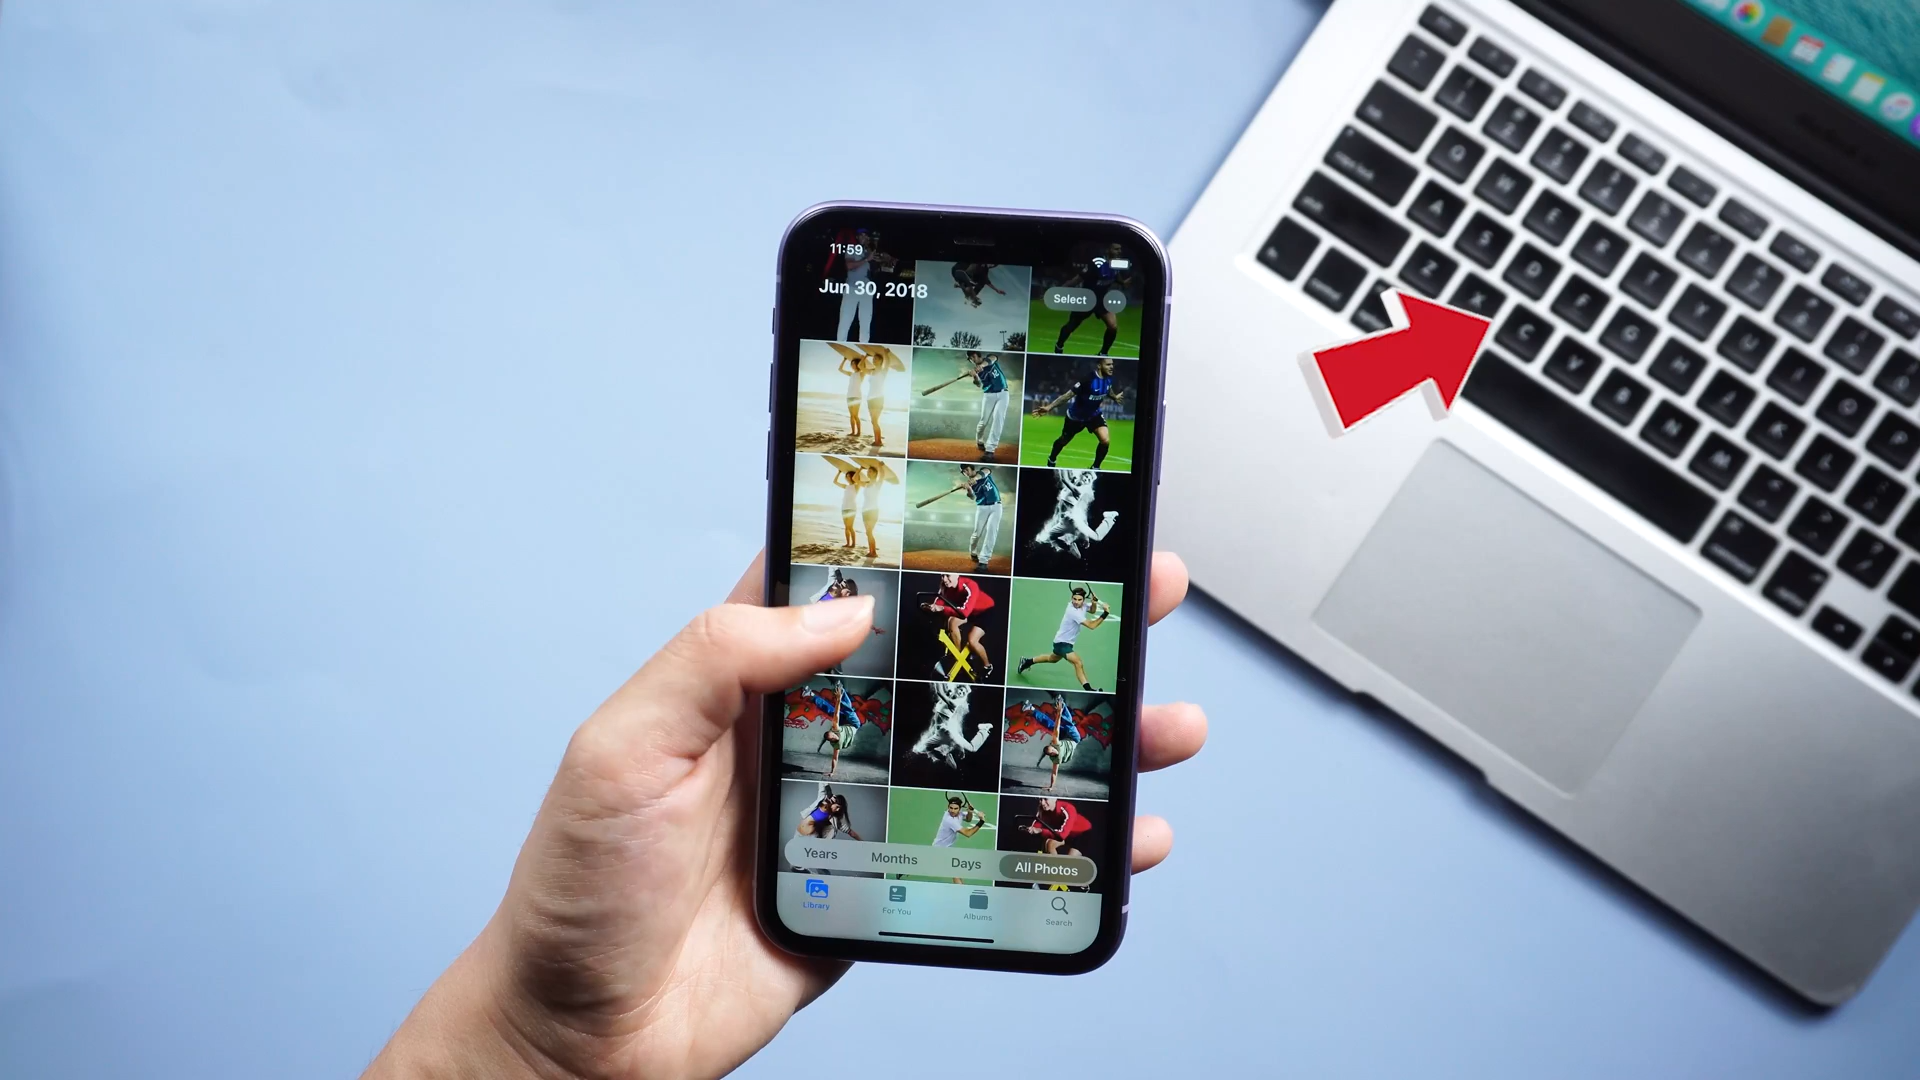 11:59
Jun 30, 2018
Select
Years Months Days All Photos
Library For You Albums Search
Q W E R T Y U I O P
A S D F G H J K L
Z X C V B N M